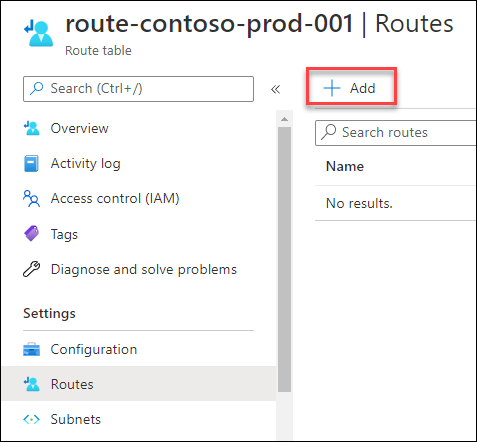 route-contoso-prod-001 | Routes
Route table
Search (Ctrl+/)
«
Add
Overview
Activity log
Access control (IAM)
Tags
Diagnose and solve problems
Settings
Configuration
Routes
Subnets
Search routes
Name
No results.